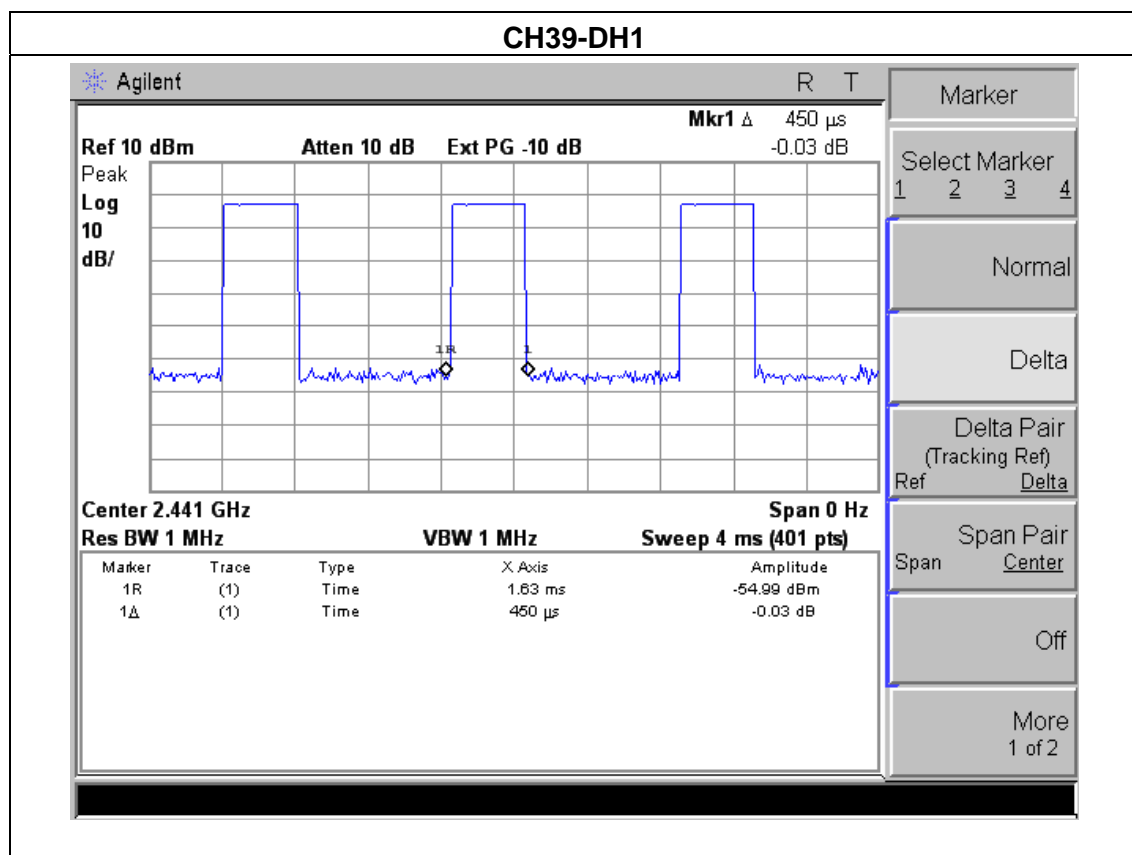 CH39-DH1
Agilent R T
Mkr1 Δ 450 µs
Ref 10 dBm Atten 10 dB Ext PG -10 dB -0.03 dB
Peak
Log
10
dB/
1R 1
Center 2.441 GHz Span 0 Hz
Res BW 1 MHz VBW 1 MHz Sweep 4 ms (401 pts)
Marker Trace Type X Axis Amplitude
1R (1) Time 1.63 ms -54.99 dBm
1Δ (1) Time 450 µs -0.03 dB
Marker
Select Marker
1 2 3 4
Normal
Delta
Delta Pair
(Tracking Ref)
Ref Delta
Span Pair
Span Center
Off
More
1 of 2